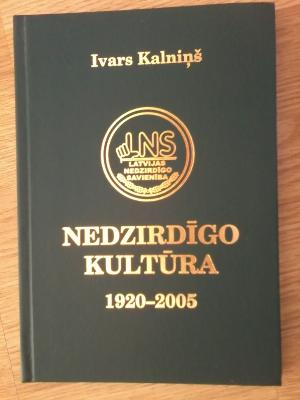 Ivars Kalniņš
LNS
LATVIJAS
NEDZIRDĪGO
SAVIENĪBA
NEDZIRDĪGO
KULTŪRA
1920–2005